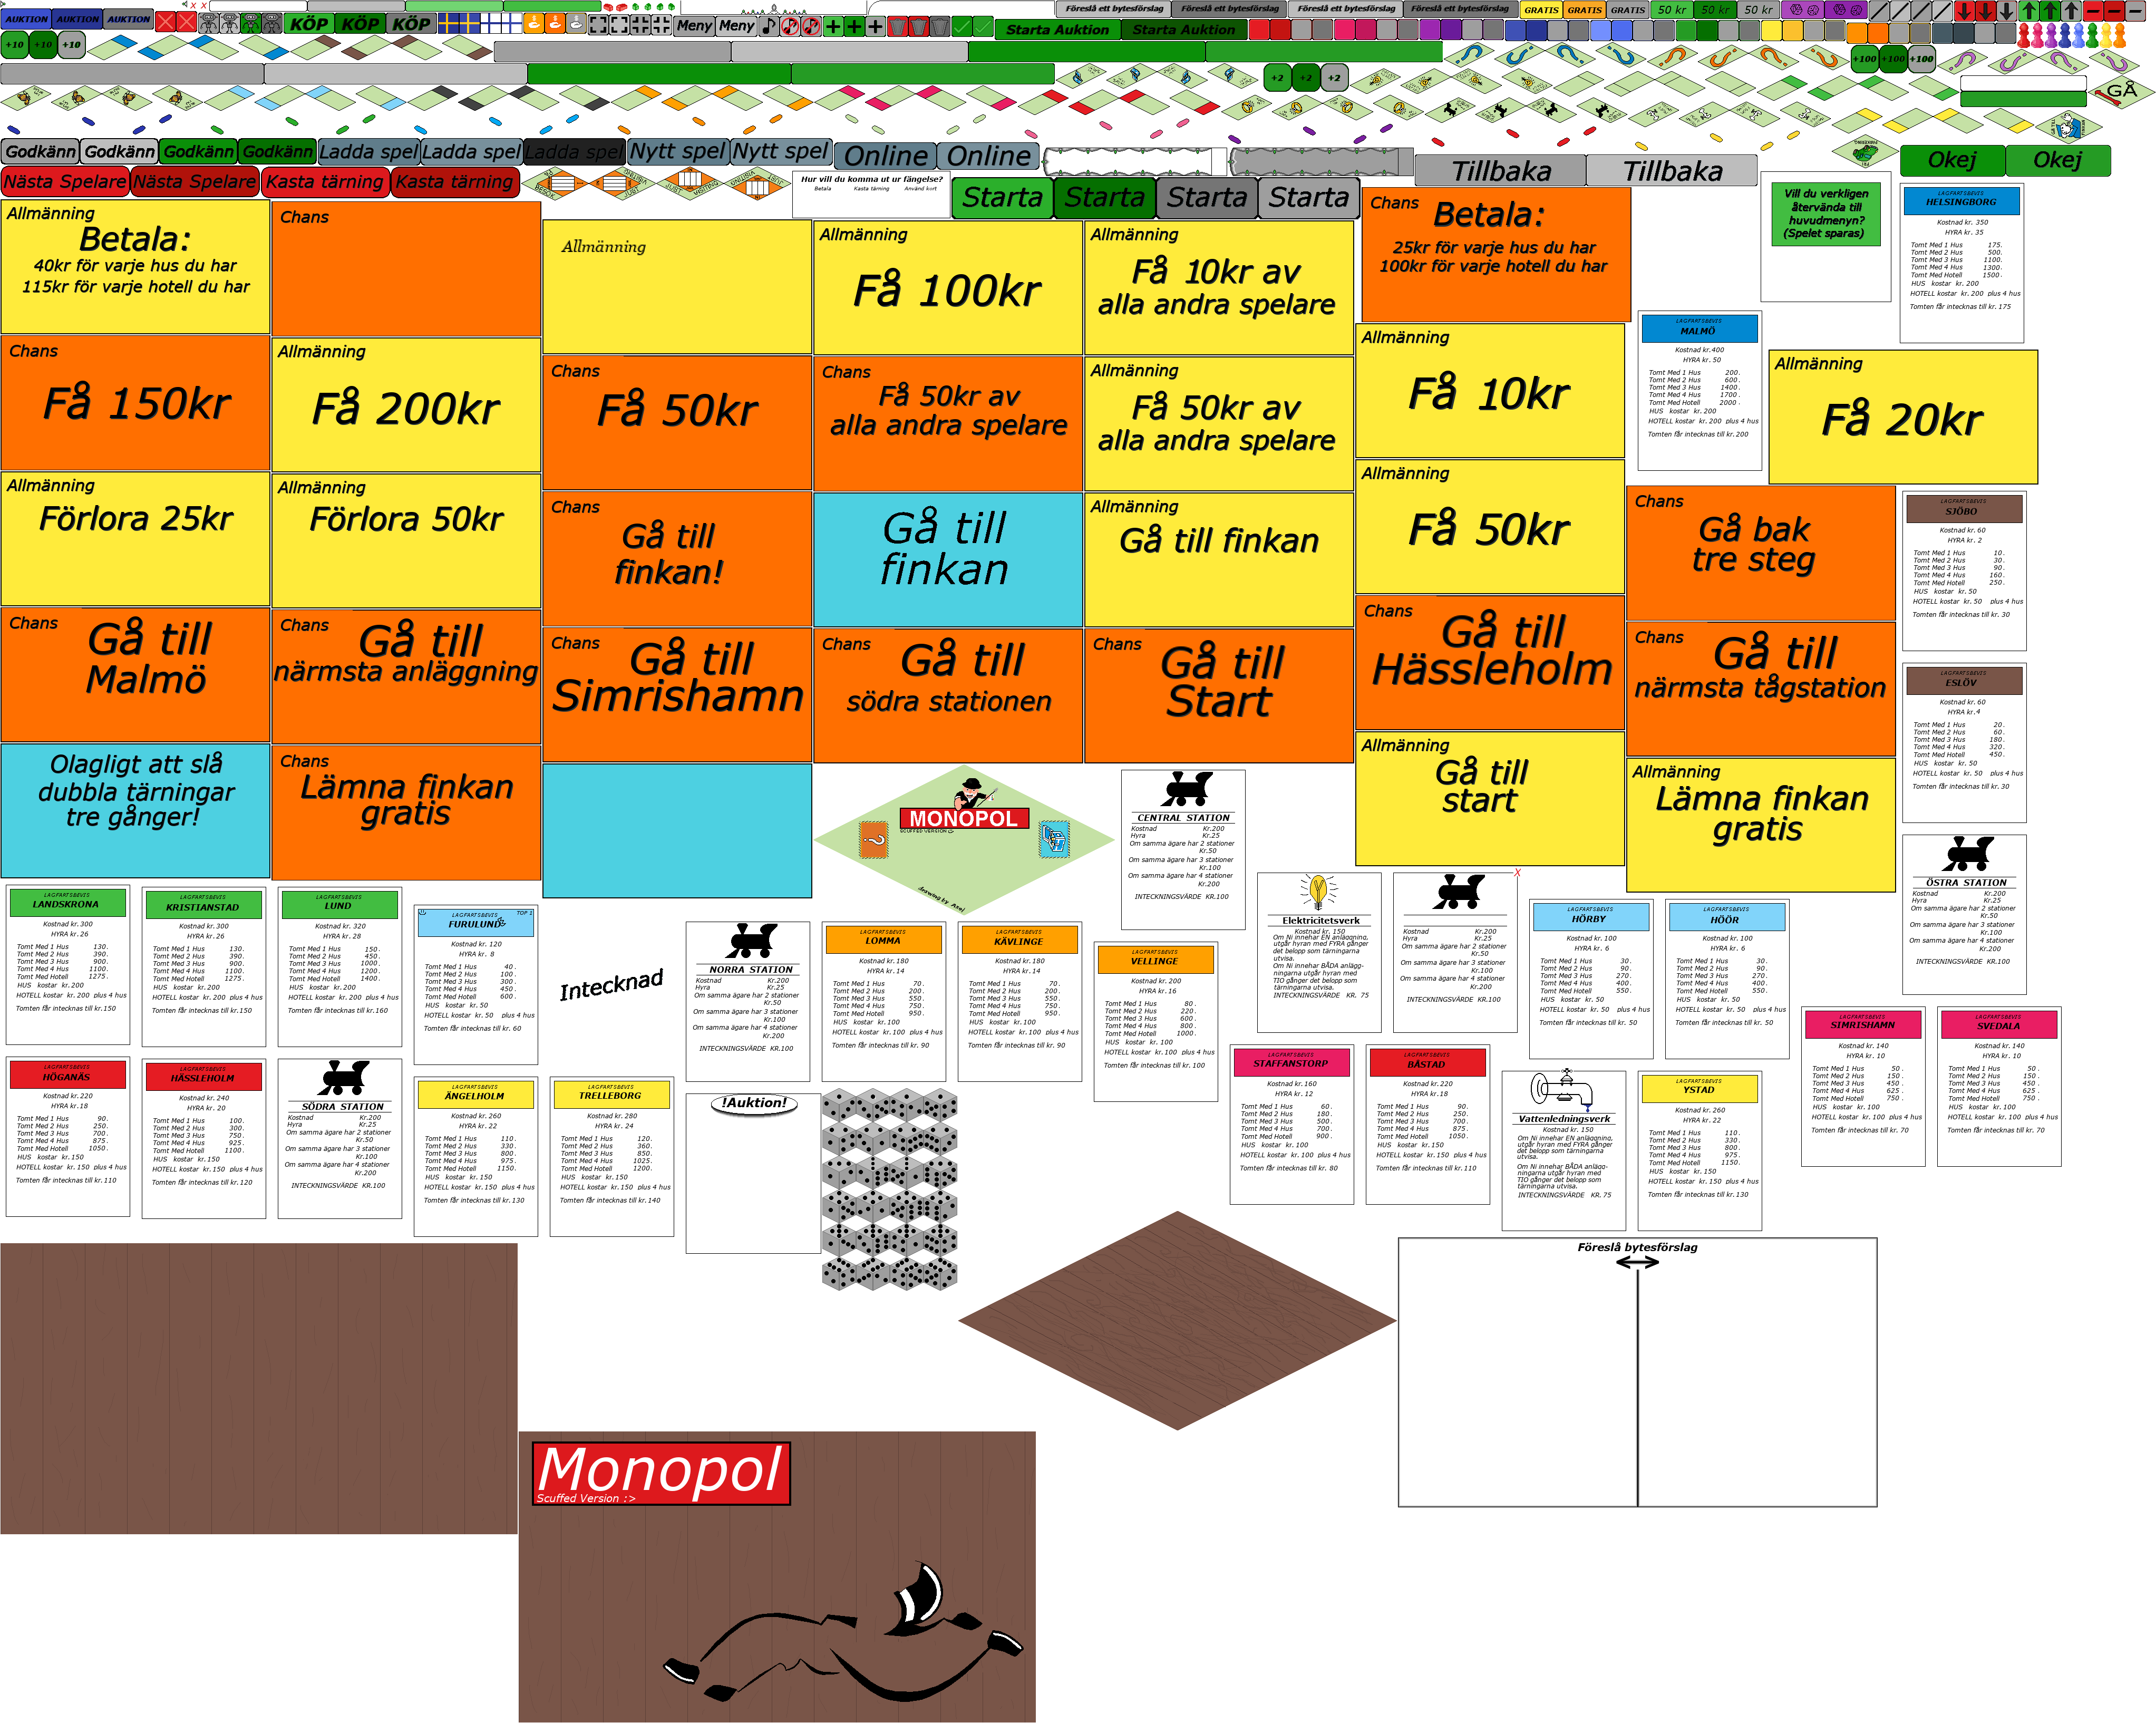 AUKTION
AUKTION
AUKTION
KÖP
KÖP
KÖP
Meny
Meny
Starta Auktion
Starta Auktion
Föreslå ett bytesförslag
Föreslå ett bytesförslag
Föreslå ett bytesförslag
Föreslå ett bytesförslag
GRATIS
GRATIS
GRATIS
50 kr
50 kr
50 kr
+10
+10
+10
+2
+2
+2
+100
+100
+100
GÅ
Godkänn
Godkänn
Godkänn
Godkänn
Ladda spel
Ladda spel
Ladda spel
Nytt spel
Nytt spel
Online
Online
Tillbaka
Tillbaka
Okej
Okej
Nästa Spelare
Nästa Spelare
Kasta tärning
Kasta tärning
Hur vill du komma ut ur fängelse?
Betala Kasta tärning Använd kort
Starta
Starta
Starta
Starta
Vill du verkligen
återvända till
huvudmenyn?
(Spelet sparas)
LAGFARTSBEVIS
HELSINGBORG
Kostnad kr. 350
HYRA kr. 35
Tomt Med 1 Hus 175.
Tomt Med 2 Hus 500.
Tomt Med 3 Hus 1100.
Tomt Med 4 Hus 1300.
Tomt Med Hotell 1500.
HUS kostar kr. 200
HOTELL kostar kr. 200 plus 4 hus
Tomten får intecknas till kr. 175
Allmänning
Betala:
40kr för varje hus du har
115kr för varje hotell du har
Chans
Allmänning
Allmänning
Få 100kr
Allmänning
Få 10kr av
alla andra spelare
Chans
Betala:
25kr för varje hus du har
100kr för varje hotell du har
LAGFARTSBEVIS
MALMÖ
Kostnad kr.400
HYRA kr. 50
Tomt Med 1 Hus 200.
Tomt Med 2 Hus 600.
Tomt Med 3 Hus 1400.
Tomt Med 4 Hus 1700.
Tomt Med Hotell 2000.
HUS kostar kr.200
HOTELL kostar kr.200 plus 4 hus
Tomten får intecknas till kr.200
Chans
Få 150kr
Allmänning
Få 200kr
Chans
Få 50kr
Chans
Få 50kr av
alla andra spelare
Allmänning
Få 50kr av
alla andra spelare
Allmänning
Få 10kr
Allmänning
Få 20kr
Allmänning
Förlora 25kr
Allmänning
Förlora 50kr
Chans
Gå till
finkan!
Gå till
finkan
Allmänning
Gå till finkan
Allmänning
Få 50kr
Chans
Gå bak
tre steg
LAGFARTSBEVIS
SJÖBO
Kostnad kr. 60
HYRA kr. 2
Tomt Med 1 Hus 10.
Tomt Med 2 Hus 30.
Tomt Med 3 Hus 90.
Tomt Med 4 Hus 160.
Tomt Med Hotell 250.
HUS kostar kr. 50
HOTELL kostar kr. 50 plus 4 hus
Tomten får intecknas till kr. 30
Chans
Gå till
Malmö
Chans
Gå till
närmsta anläggning
Chans
Gå till
Simrishamn
Chans
Gå till
södra stationen
Chans
Gå till
Start
Chans
Gå till
Hässleholm
Chans
Gå till
närmsta tågstation
LAGFARTSBEVIS
ESLÖV
Kostnad kr.60
HYRA kr.4
Tomt Med 1 Hus 20.
Tomt Med 2 Hus 60.
Tomt Med 3 Hus 180.
Tomt Med 4 Hus 320.
Tomt Med Hotell 450.
HUS kostar kr. 50
HOTELL kostar kr. 50 plus 4 hus
Tomten får intecknas till kr. 30
Olagligt att slå
dubbla tärningar
tre gånger!
Chans
Lämna finkan
gratis
MONOPOL
SCUFFED VERSION
drawing by Axel
CENTRAL STATION
Kostnad Kr.200
Hyra Kr.25
Om samma ägare har 2 stationer
Kr.50
Om samma ägare har 3 stationer
Kr.100
Om samma ägare har 4 stationer
Kr.200
INTECKNINGSVÄRDE KR.100
Allmänning
Gå till
start
Allmänning
Lämna finkan
gratis
ÖSTRA STATION
Kostnad Kr.200
Hyra Kr.25
Om samma ägare har 2 stationer
Kr.50
Om samma ägare har 3 stationer
Kr.100
Om samma ägare har 4 stationer
Kr.200
INTECKNINGSVÄRDE KR.100
LAGFARTSBEVIS
LANDSKRONA
Kostnad kr.300
HYRA kr.26
Tomt Med 1 Hus 130.
Tomt Med 2 Hus 390.
Tomt Med 3 Hus 900.
Tomt Med 4 Hus 1100.
Tomt Med Hotell 1275.
HUS kostar kr.200
HOTELL kostar kr.200 plus 4 hus
Tomten får intecknas till kr.150
LAGFARTSBEVIS
KRISTIANSTAD
Kostnad kr.300
HYRA kr.26
Tomt Med 1 Hus 130.
Tomt Med 2 Hus 390.
Tomt Med 3 Hus 900.
Tomt Med 4 Hus 1100.
Tomt Med Hotell 1275.
HUS kostar kr.200
HOTELL kostar kr.200 plus 4 hus
Tomten får intecknas till kr.150
LAGFARTSBEVIS
LUND
Kostnad kr. 320
HYRA kr. 28
Tomt Med 1 Hus 150.
Tomt Med 2 Hus 450.
Tomt Med 3 Hus 1000.
Tomt Med 4 Hus 1200.
Tomt Med Hotell 1400.
HUS kostar kr.200
HOTELL kostar kr.200 plus 4 hus
Tomten får intecknas till kr.160
LAGFARTSBEVIS
TOP 1
FURULUND
Kostnad kr. 120
HYRA kr. 8
Tomt Med 1 Hus 40.
Tomt Med 2 Hus 100.
Tomt Med 3 Hus 300.
Tomt Med 4 Hus 450.
Tomt Med Hotell 600.
HUS kostar kr. 50
HOTELL kostar kr. 50 plus 4 hus
Tomten får intecknas till kr. 60
Intecknad
NORRA STATION
Kostnad Kr.200
Hyra Kr.25
Om samma ägare har 2 stationer
Kr.50
Om samma ägare har 3 stationer
Kr.100
Om samma ägare har 4 stationer
Kr.200
INTECKNINGSVÄRDE KR.100
LAGFARTSBEVIS
LOMMA
Kostnad kr.180
HYRA kr.14
Tomt Med 1 Hus 70.
Tomt Med 2 Hus 200.
Tomt Med 3 Hus 550.
Tomt Med 4 Hus 750.
Tomt Med Hotell 950.
HUS kostar kr.100
HOTELL kostar kr.100 plus 4 hus
Tomten får intecknas till kr. 90
LAGFARTSBEVIS
KÄVLINGE
Kostnad kr.180
HYRA kr.14
Tomt Med 1 Hus 70.
Tomt Med 2 Hus 200.
Tomt Med 3 Hus 550.
Tomt Med 4 Hus 750.
Tomt Med Hotell 950.
HUS kostar kr.100
HOTELL kostar kr.100 plus 4 hus
Tomten får intecknas till kr. 90
LAGFARTSBEVIS
VELLINGE
Kostnad kr. 200
HYRA kr.16
Tomt Med 1 Hus 80.
Tomt Med 2 Hus 220.
Tomt Med 3 Hus 600.
Tomt Med 4 Hus 800.
Tomt Med Hotell 1000.
HUS kostar kr. 100
HOTELL kostar kr.100 plus 4 hus
Tomten får intecknas till kr. 100
Elektricitetsverk
Kostnad kr. 150
Om Ni innehar EN anläggning,
utgår hyran med FYRA gånger
det belopp som tärningarna
utvisa.
Om Ni innehar BÅDA anlägg-
ningarna utgår hyran med
TIO gånger det belopp som
tärningarna utvisa.
INTECKNINGSVÄRDE KR. 75
X
Kostnad Kr.200
Hyra Kr.25
Om samma ägare har 2 stationer
Kr.50
Om samma ägare har 3 stationer
Kr.100
Om samma ägare har 4 stationer
Kr.200
INTECKNINGSVÄRDE KR.100
LAGFARTSBEVIS
HÖRBY
Kostnad kr. 100
HYRA kr. 6
Tomt Med 1 Hus 30.
Tomt Med 2 Hus 90.
Tomt Med 3 Hus 270.
Tomt Med 4 Hus 400.
Tomt Med Hotell 550.
HUS kostar kr. 50
HOTELL kostar kr. 50 plus 4 hus
Tomten får intecknas till kr. 50
LAGFARTSBEVIS
HÖÖR
Kostnad kr. 100
HYRA kr. 6
Tomt Med 1 Hus 30.
Tomt Med 2 Hus 90.
Tomt Med 3 Hus 270.
Tomt Med 4 Hus 400.
Tomt Med Hotell 550.
HUS kostar kr. 50
HOTELL kostar kr. 50 plus 4 hus
Tomten får intecknas till kr. 50
LAGFARTSBEVIS
SIMRISHAMN
Kostnad kr.140
HYRA kr. 10
Tomt Med 1 Hus 50.
Tomt Med 2 Hus 150.
Tomt Med 3 Hus 450.
Tomt Med 4 Hus 625.
Tomt Med Hotell 750.
HUS kostar kr.100
HOTELL kostar kr.100 plus 4 hus
Tomten får intecknas till kr. 70
LAGFARTSBEVIS
SVEDALA
Kostnad kr.140
HYRA kr. 10
Tomt Med 1 Hus 50.
Tomt Med 2 Hus 150.
Tomt Med 3 Hus 450.
Tomt Med 4 Hus 625.
Tomt Med Hotell 750.
HUS kostar kr.100
HOTELL kostar kr.100 plus 4 hus
Tomten får intecknas till kr. 70
LAGFARTSBEVIS
HÖGANÄS
Kostnad kr.220
HYRA kr.18
Tomt Med 1 Hus 90.
Tomt Med 2 Hus 250.
Tomt Med 3 Hus 700.
Tomt Med 4 Hus 875.
Tomt Med Hotell 1050.
HUS kostar kr.150
HOTELL kostar kr.150 plus 4 hus
Tomten får intecknas till kr.110
LAGFARTSBEVIS
HÄSSLEHOLM
Kostnad kr. 240
HYRA kr. 20
Tomt Med 1 Hus 100.
Tomt Med 2 Hus 300.
Tomt Med 3 Hus 750.
Tomt Med 4 Hus 925.
Tomt Med Hotell 1100.
HUS kostar kr.150
HOTELL kostar kr.150 plus 4 hus
Tomten får intecknas till kr.120
SÖDRA STATION
Kostnad Kr.200
Hyra Kr.25
Om samma ägare har 2 stationer
Kr.50
Om samma ägare har 3 stationer
Kr.100
Om samma ägare har 4 stationer
Kr.200
INTECKNINGSVÄRDE KR.100
LAGFARTSBEVIS
ÄNGELHOLM
Kostnad kr. 260
HYRA kr.22
Tomt Med 1 Hus 110.
Tomt Med 2 Hus 330.
Tomt Med 3 Hus 800.
Tomt Med 4 Hus 975.
Tomt Med Hotell 1150.
HUS kostar kr.150
HOTELL kostar kr.150 plus 4 hus
Tomten får intecknas till kr.130
LAGFARTSBEVIS
TRELLEBORG
Kostnad kr. 280
HYRA kr. 24
Tomt Med 1 Hus 120.
Tomt Med 2 Hus 360.
Tomt Med 3 Hus 850.
Tomt Med 4 Hus 1025.
Tomt Med Hotell 1200.
HUS kostar kr.150
HOTELL kostar kr.150 plus 4 hus
Tomten får intecknas till kr.140
!Auktion!
LAGFARTSBEVIS
STAFFANSTORP
Kostnad kr.160
HYRA kr.12
Tomt Med 1 Hus 60.
Tomt Med 2 Hus 180.
Tomt Med 3 Hus 500.
Tomt Med 4 Hus 700.
Tomt Med Hotell 900.
HUS kostar kr. 100
HOTELL kostar kr.100 plus 4 hus
Tomten får intecknas till kr. 80
LAGFARTSBEVIS
BÅSTAD
Kostnad kr.220
HYRA kr.18
Tomt Med 1 Hus 90.
Tomt Med 2 Hus 250.
Tomt Med 3 Hus 700.
Tomt Med 4 Hus 875.
Tomt Med Hotell 1050.
HUS kostar kr.150
HOTELL kostar kr.150 plus 4 hus
Tomten får intecknas till kr.110
Vattenledningsverk
Kostnad kr. 150
Om Ni innehar EN anläggning,
utgår hyran med FYRA gånger
det belopp som tärningarna
utvisa.
Om Ni innehar BÅDA anlägg-
ningarna utgår hyran med
TIO gånger det belopp som
tärningarna utvisa.
INTECKNINGSVÄRDE KR. 75
LAGFARTSBEVIS
YSTAD
Kostnad kr. 260
HYRA kr. 22
Tomt Med 1 Hus 110.
Tomt Med 2 Hus 330.
Tomt Med 3 Hus 800.
Tomt Med 4 Hus 975.
Tomt Med Hotell 1150.
HUS kostar kr.150
HOTELL kostar kr.150 plus 4 hus
Tomten får intecknas till kr.130
Föreslå bytesförslag
Monopol
Scuffed Version :>